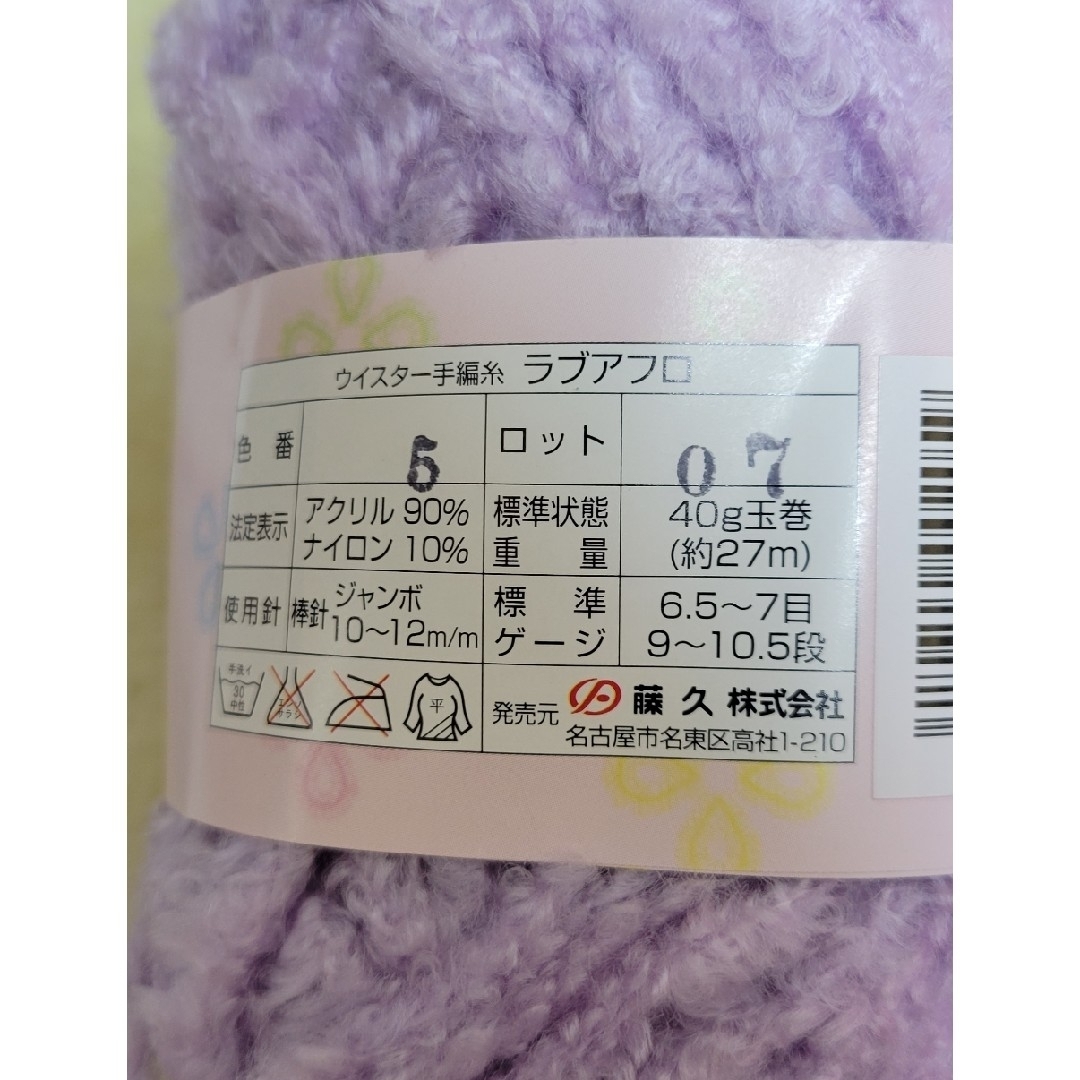 ウイスター手編糸 ラブアフロ
色番 5 ロット 07
法定表示 アクリル 90% ナイロン 10%
標準状態重量 40g玉巻 (約27m)
使用針 棒針 ジャンボ 10〜12m/m
標準ゲージ 6.5〜7目 9〜10.5段
手洗イ 30 中性
平
発売元 藤久株式会社
名古屋市名東区高社1-210